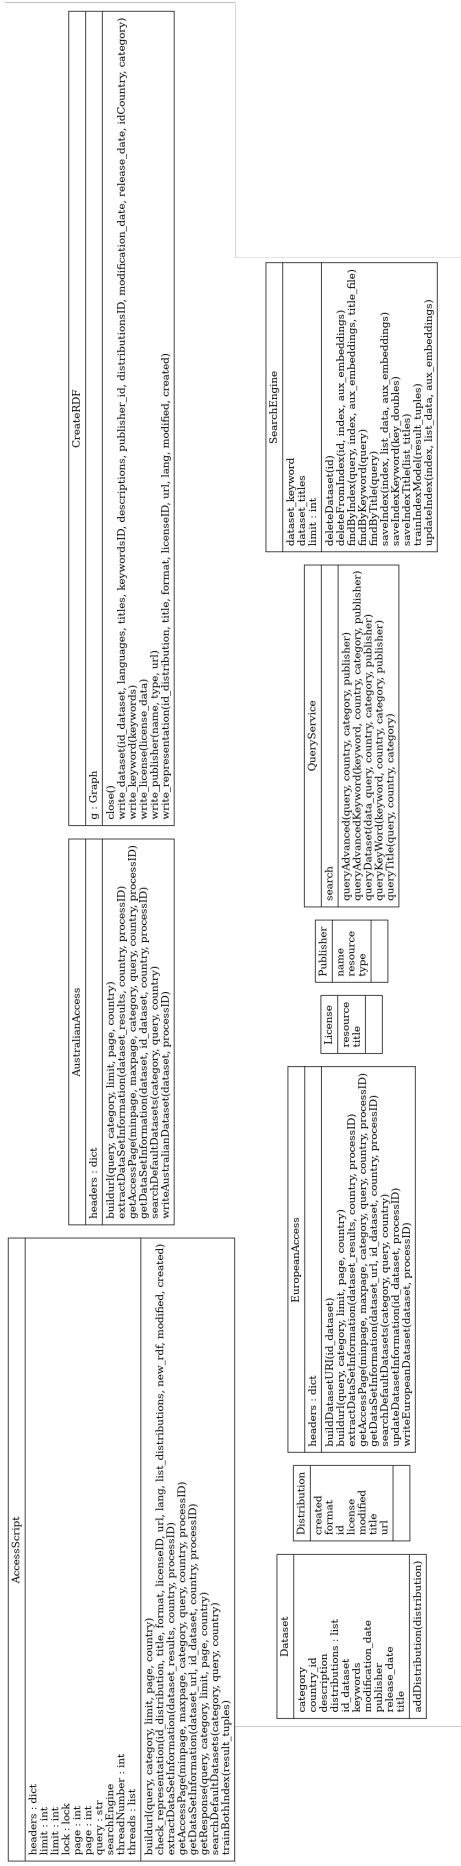 AccessScript
headers : dict
limit : int
limit : int
lock : lock
page : int
page : int
query : str
searchEngine
threadNumber : int
threads : list
buildurl(query, category, limit, page, country)
check_representation(id_distribution, title, format, licenseID, url, lang, list_distributions, new_rdf, modified, created)
extractDataSetInformation(dataset_results, country, processID)
getAccessPage(minpage, maxpage, category, query, country, processID)
getDataSetInformation(dataset_url, id_dataset, country, processID)
getResponse(query, category, limit, page, country)
searchDefaultDatasets(category, query, country)
trainBothIndex(result_tuples)
AustralianAccess
headers : dict
buildurl(query, category, limit, page, country)
extractDataSetInformation(dataset_results, country, processID)
getAccessPage(minpage, maxpage, category, query, country, processID)
getDataSetInformation(dataset, id_dataset, country, processID)
searchDefaultDatasets(category, query, country)
writeAustralianDataset(dataset, processID)
CreateRDF
g : Graph
close()
write_dataset(id_dataset, languages, titles, keywordsID, descriptions, publisher_id, distributionsID, modification_date, release_date, idCountry, category)
write_keyword(keywords)
write_license(license_data)
write_publisher(name, type, url)
write_representation(id_distribution, title, format, licenseID, url, lang, modified, created)
Dataset
category
country_id
description
distributions : list
id_dataset
keywords
modification_date
publisher
release_date
title
addDistribution(distribution)
Distribution
created
format
id
license
modified
title
url
EuropeanAccess
headers : dict
buildDatasetURI(id_dataset)
buildurl(query, category, limit, page, country)
extractDataSetInformation(dataset_results, country, processID)
getAccessPage(minpage, maxpage, category, query, country, processID)
getDataSetInformation(dataset_url, id_dataset, country, processID)
searchDefaultDatasets(category, query, country)
updateDatasetInformation(id_dataset, processID)
writeEuropeanDataset(dataset, processID)
License
resource
title
Publisher
name
resource
type
QueryService
search
queryAdvanced(query, country, category, publisher)
queryAdvancedKeyword(keyword, country, category, publisher)
queryDataset(data_query, country, category, publisher)
queryKeyWord(keyword, country, category, publisher)
queryTitle(query, country, category)
SearchEngine
dataset_keyword
dataset_titles
limit : int
deleteDataset(id)
deleteFromIndex(id, index, aux_embeddings)
findByIndex(query, index, aux_embeddings, title_file)
findByKeyword(query)
findByTitle(query)
saveIndex(index, list_data, aux_embeddings)
saveIndexKeyword(key_doubles)
saveIndexTitle(list_titles)
trainIndexModel(result_tuples)
updateIndex(index, list_data, aux_embeddings)